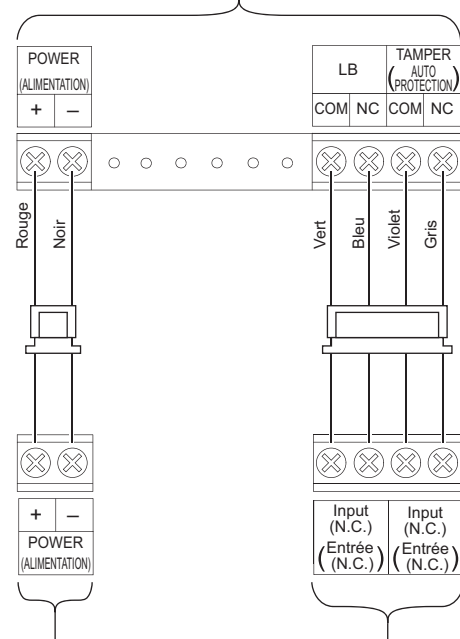 POWER
(ALIMENTATION)
+ –
LB
TAMPER
(AUTO
PROTECTION)
COM NC COM NC
Rouge
Noir
Vert
Bleu
Violet
Gris
+ –
POWER
(ALIMENTATION)
Input
(N.C.)
(Entrée
(N.C.))
Input
(N.C.)
(Entrée
(N.C.))